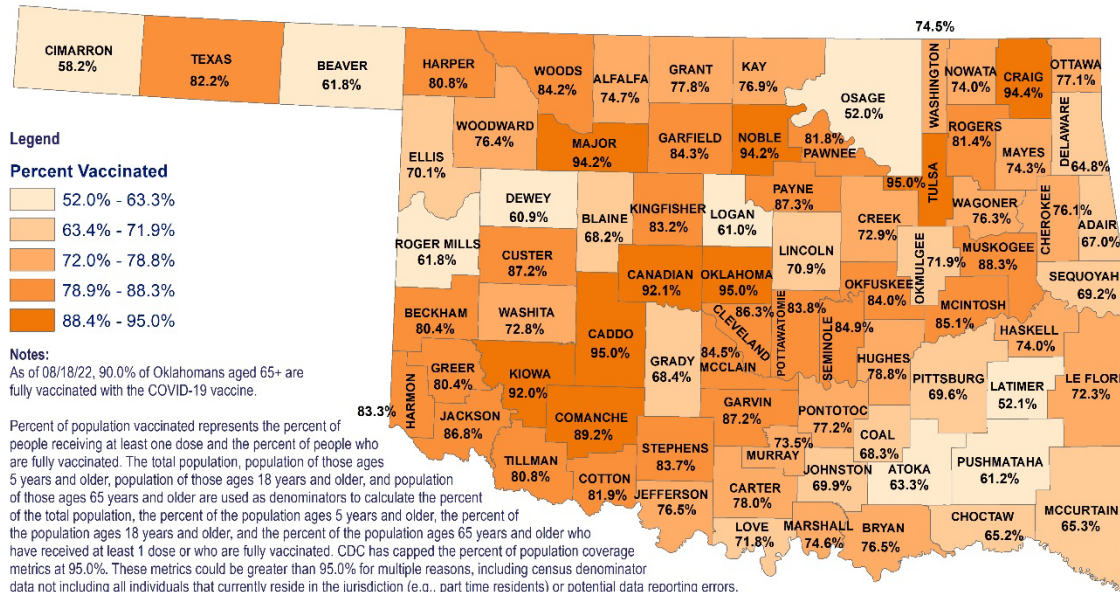 74.5%
CIMARRON
58.2%
TEXAS
82.2%
BEAVER
61.8%
HARPER
80.8%
WOODS
84.2%
ALFALFA
74.7%
GRANT
77.8%
KAY
76.9%
OSAGE
52.0%
WASHINGTON
NOWATA
74.0%
CRAIG
94.4%
OTTAWA
77.1%
DELAWARE
64.8%
WOODWARD
76.4%
MAJOR
94.2%
GARFIELD
84.3%
NOBLE
94.2%
81.8%
PAWNEE
ROGERS
81.4%
MAYES
74.3%
ELLIS
70.1%
DEWEY
60.9%
BLAINE
68.2%
KINGFISHER
83.2%
LOGAN
61.0%
PAYNE
87.3%
95.0%
TULSA
CREEK
72.9%
WAGONER
76.3%
CHEROKEE
76.1%
ADAIR
67.0%
ROGER MILLS
61.8%
CUSTER
87.2%
CANADIAN
92.1%
OKLAHOMA
95.0%
LINCOLN
70.9%
OKMULGEE
71.9%
MUSKOGEE
88.3%
SEQUOYAH
69.2%
BECKHAM
80.4%
WASHITA
72.8%
CADDO
95.0%
GRADY
68.4%
86.3%
CLEVELAND
84.5%
MCCLAIN
83.8%
POTTAWATOMIE
84.9%
SEMINOLE
OKFUSKEE
84.0%
MCINTOSH
85.1%
HASKELL
74.0%
HUGHES
78.8%
PITTSBURG
69.6%
LATIMER
52.1%
LE FLOR
72.3%
83.3%
HARMON
GREER
80.4%
KIOWA
92.0%
JACKSON
86.8%
COMANCHE
89.2%
TILLMAN
80.8%
COTTON
81.9%
STEPHENS
83.7%
JEFFERSON
76.5%
GARVIN
87.2%
PONTOTOC
77.2%
73.5%
MURRAY
COAL
68.3%
CARTER
78.0%
JOHNSTON
69.9%
ATOKA
63.3%
PUSHMATAHA
61.2%
LOVE
71.8%
MARSHALL
74.6%
BRYAN
76.5%
CHOCTAW
65.2%
MCCURTAIN
65.3%
Legend
Percent Vaccinated
52.0% - 63.3%
63.4% - 71.9%
72.0% - 78.8%
78.9% - 88.3%
88.4% - 95.0%
Notes:
As of 08/18/22, 90.0% of Oklahomans aged 65+ are
fully vaccinated with the COVID-19 vaccine.
Percent of population vaccinated represents the percent of
people receiving at least one dose and the percent of people who
are fully vaccinated. The total population, population of those ages
5 years and older, population of those ages 18 years and older, and population
of those ages 65 years and older are used as denominators to calculate the percent
of the total population, the percent of the population ages 5 years and older, the percent of
the population ages 18 years and older, and the percent of the population ages 65 years and older who
have received at least 1 dose or who are fully vaccinated. CDC has capped the percent of population coverage
metrics at 95.0%. These metrics could be greater than 95.0% for multiple reasons, including census denominator
data not including all individuals that currently reside in the jurisdiction (e.g., part time residents) or potential data reporting errors.